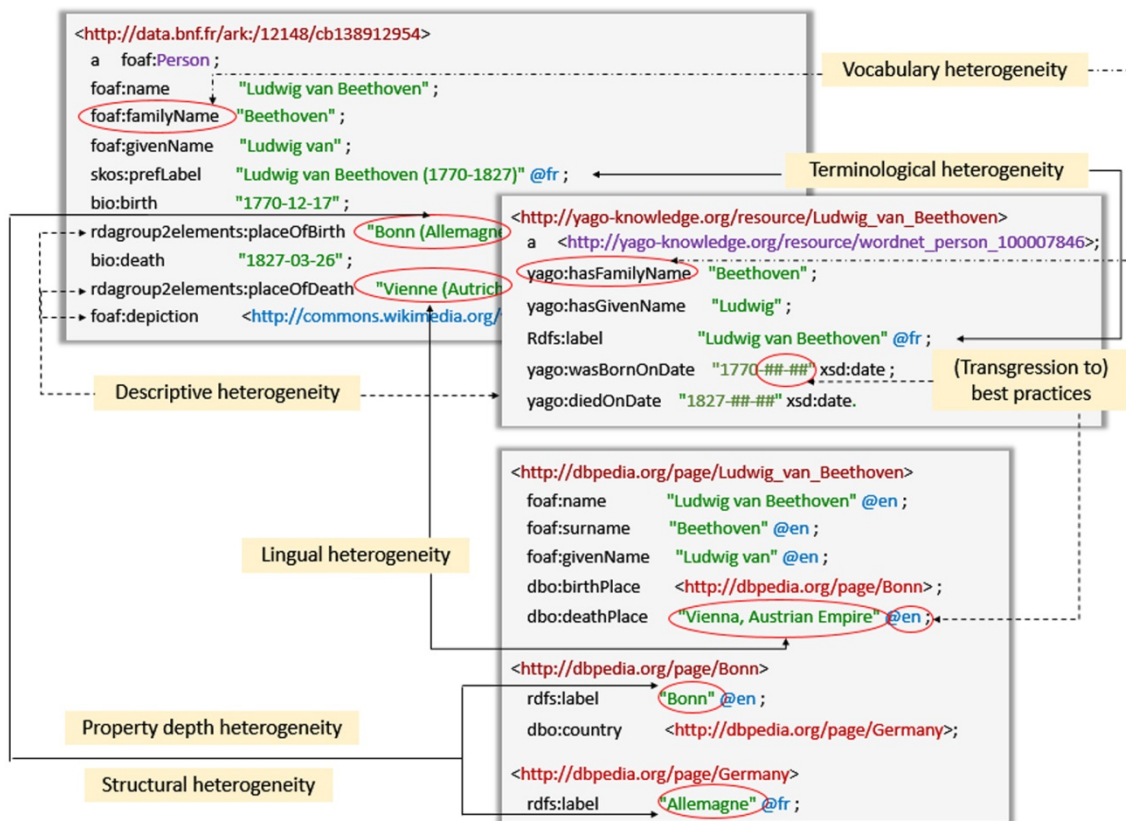 <http://data.bnf.fr/ark:/12148/cb138912954>
a foaf:Person ;
foaf:name "Ludwig van Beethoven" ;
foaf:familyName "Beethoven" ;
foaf:givenName "Ludwig van" ;
skos:prefLabel "Ludwig van Beethoven (1770-1827)" @fr ;
bio:birth "1770-12-17" ;
rdagroup2elements:placeOfBirth "Bonn (Allemagne
bio:death "1827-03-26" ;
rdagroup2elements:placeOfDeath "Vienne (Autrich
foaf:depiction <http://commons.wikimedia.org/
Vocabulary heterogeneity
Terminological heterogeneity
<http://yago-knowledge.org/resource/Ludwig_van_Beethoven>
a <http://yago-knowledge.org/resource/wordnet_person_100007846>;
yago:hasFamilyName "Beethoven" ;
yago:hasGivenName "Ludwig" ;
Rdfs:label "Ludwig van Beethoven" @fr ;
yago:wasBornOnDate "1770-##-##" xsd:date ;
yago:diedOnDate "1827-##-##" xsd:date.
(Transgression to)
best practices
Descriptive heterogeneity
<http://dbpedia.org/page/Ludwig_van_Beethoven>
foaf:name "Ludwig van Beethoven" @en ;
foaf:surname "Beethoven" @en ;
foaf:givenName "Ludwig van" @en ;
dbo:birthPlace <http://dbpedia.org/page/Bonn> ;
dbo:deathPlace "Vienna, Austrian Empire" @en ;
Lingual heterogeneity
<http://dbpedia.org/page/Bonn>
rdfs:label "Bonn" @en ;
dbo:country <http://dbpedia.org/page/Germany>;
<http://dbpedia.org/page/Germany>
rdfs:label "Allemagne" @fr ;
Property depth heterogeneity
Structural heterogeneity